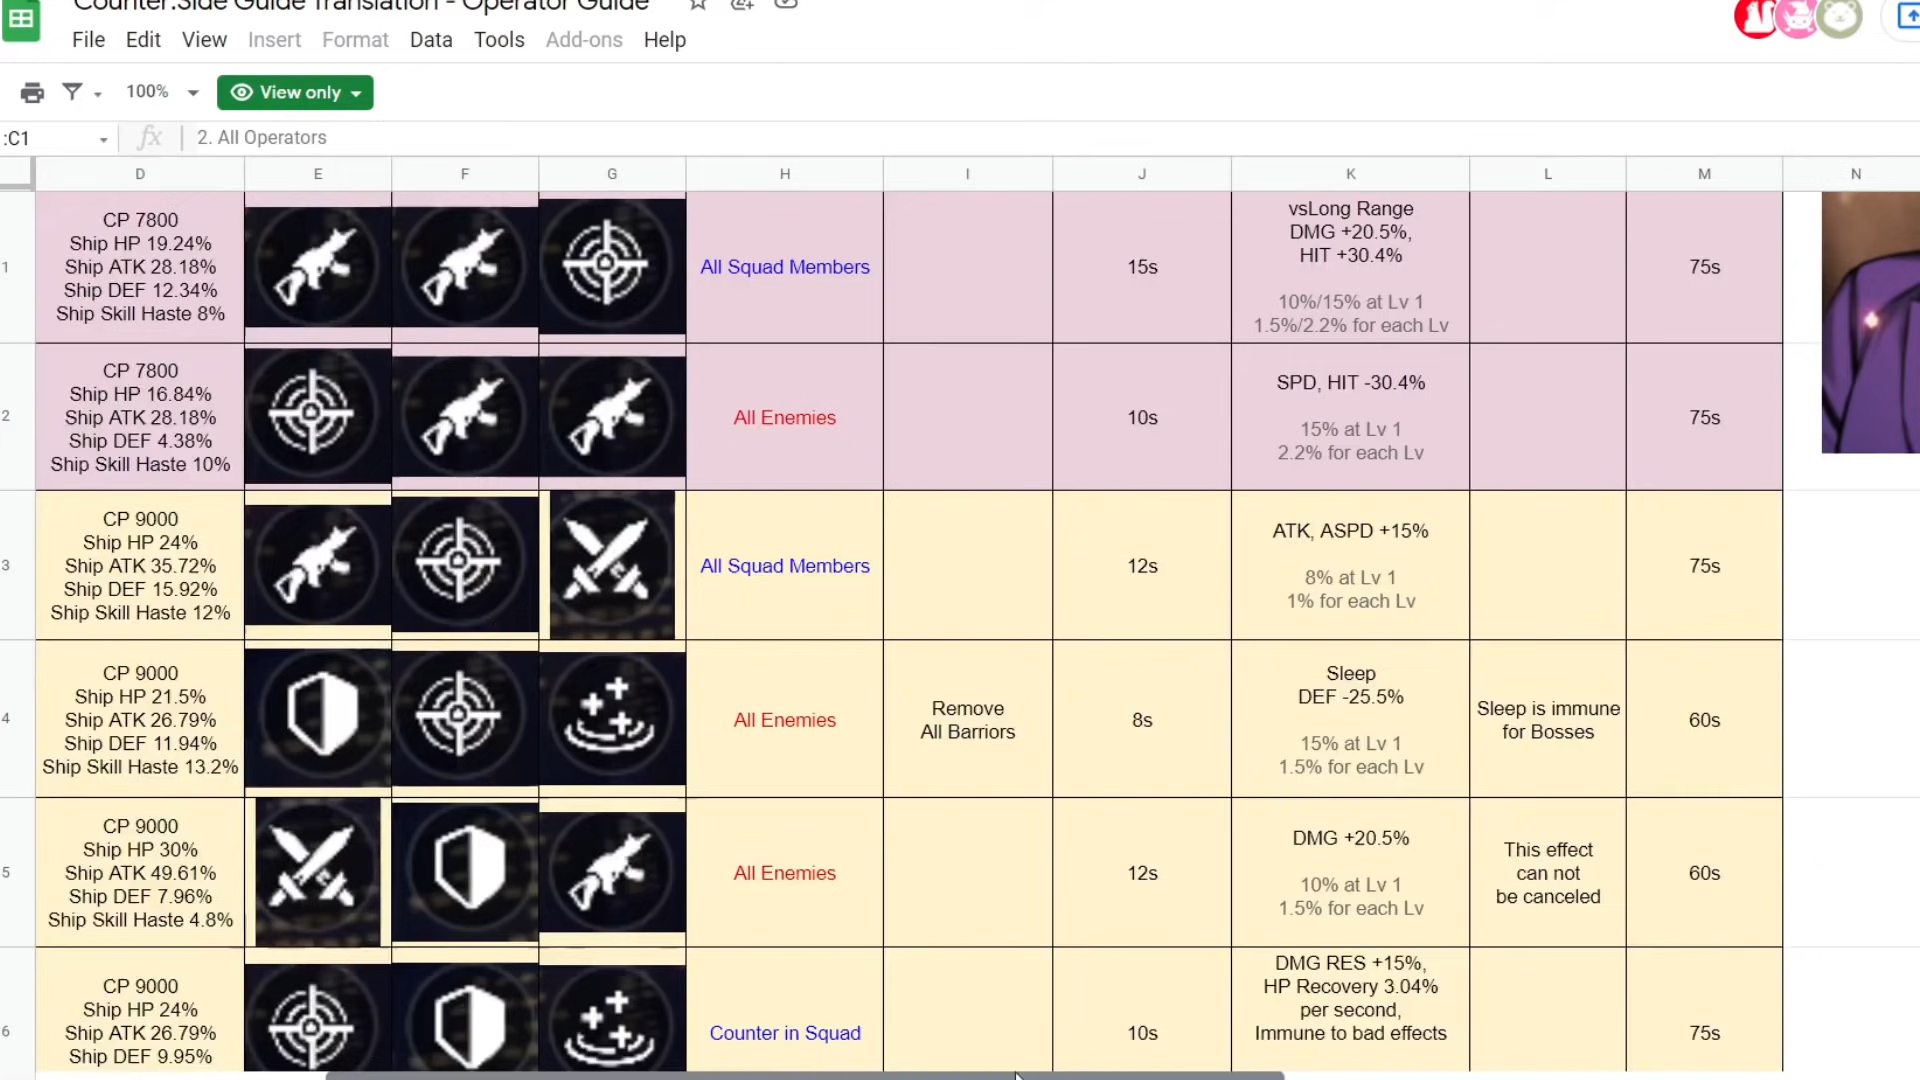 Counter:Side Guide Translation - Operator Guide
File Edit View Insert Format Data Tools Add-ons Help
100% View only
:C1 fx 2. All Operators
D E F G H I J K L M N
1
CP 7800
Ship HP 19.24%
Ship ATK 28.18%
Ship DEF 12.34%
Ship Skill Haste 8%
All Squad Members
15s
vsLong Range
DMG +20.5%,
HIT +30.4%
10%/15% at Lv 1
1.5%/2.2% for each Lv
75s
2
CP 7800
Ship HP 16.84%
Ship ATK 28.18%
Ship DEF 4.38%
Ship Skill Haste 10%
All Enemies
10s
SPD, HIT -30.4%
15% at Lv 1
2.2% for each Lv
75s
3
CP 9000
Ship HP 24%
Ship ATK 35.72%
Ship DEF 15.92%
Ship Skill Haste 12%
All Squad Members
12s
ATK, ASPD +15%
8% at Lv 1
1% for each Lv
75s
4
CP 9000
Ship HP 21.5%
Ship ATK 26.79%
Ship DEF 11.94%
Ship Skill Haste 13.2%
All Enemies
Remove
All Barriors
8s
Sleep
DEF -25.5%
15% at Lv 1
1.5% for each Lv
Sleep is immune
for Bosses
60s
5
CP 9000
Ship HP 30%
Ship ATK 49.61%
Ship DEF 7.96%
Ship Skill Haste 4.8%
All Enemies
12s
DMG +20.5%
10% at Lv 1
1.5% for each Lv
This effect
can not
be canceled
60s
6
CP 9000
Ship HP 24%
Ship ATK 26.79%
Ship DEF 9.95%
Counter in Squad
10s
DMG RES +15%,
HP Recovery 3.04%
per second,
Immune to bad effects
75s